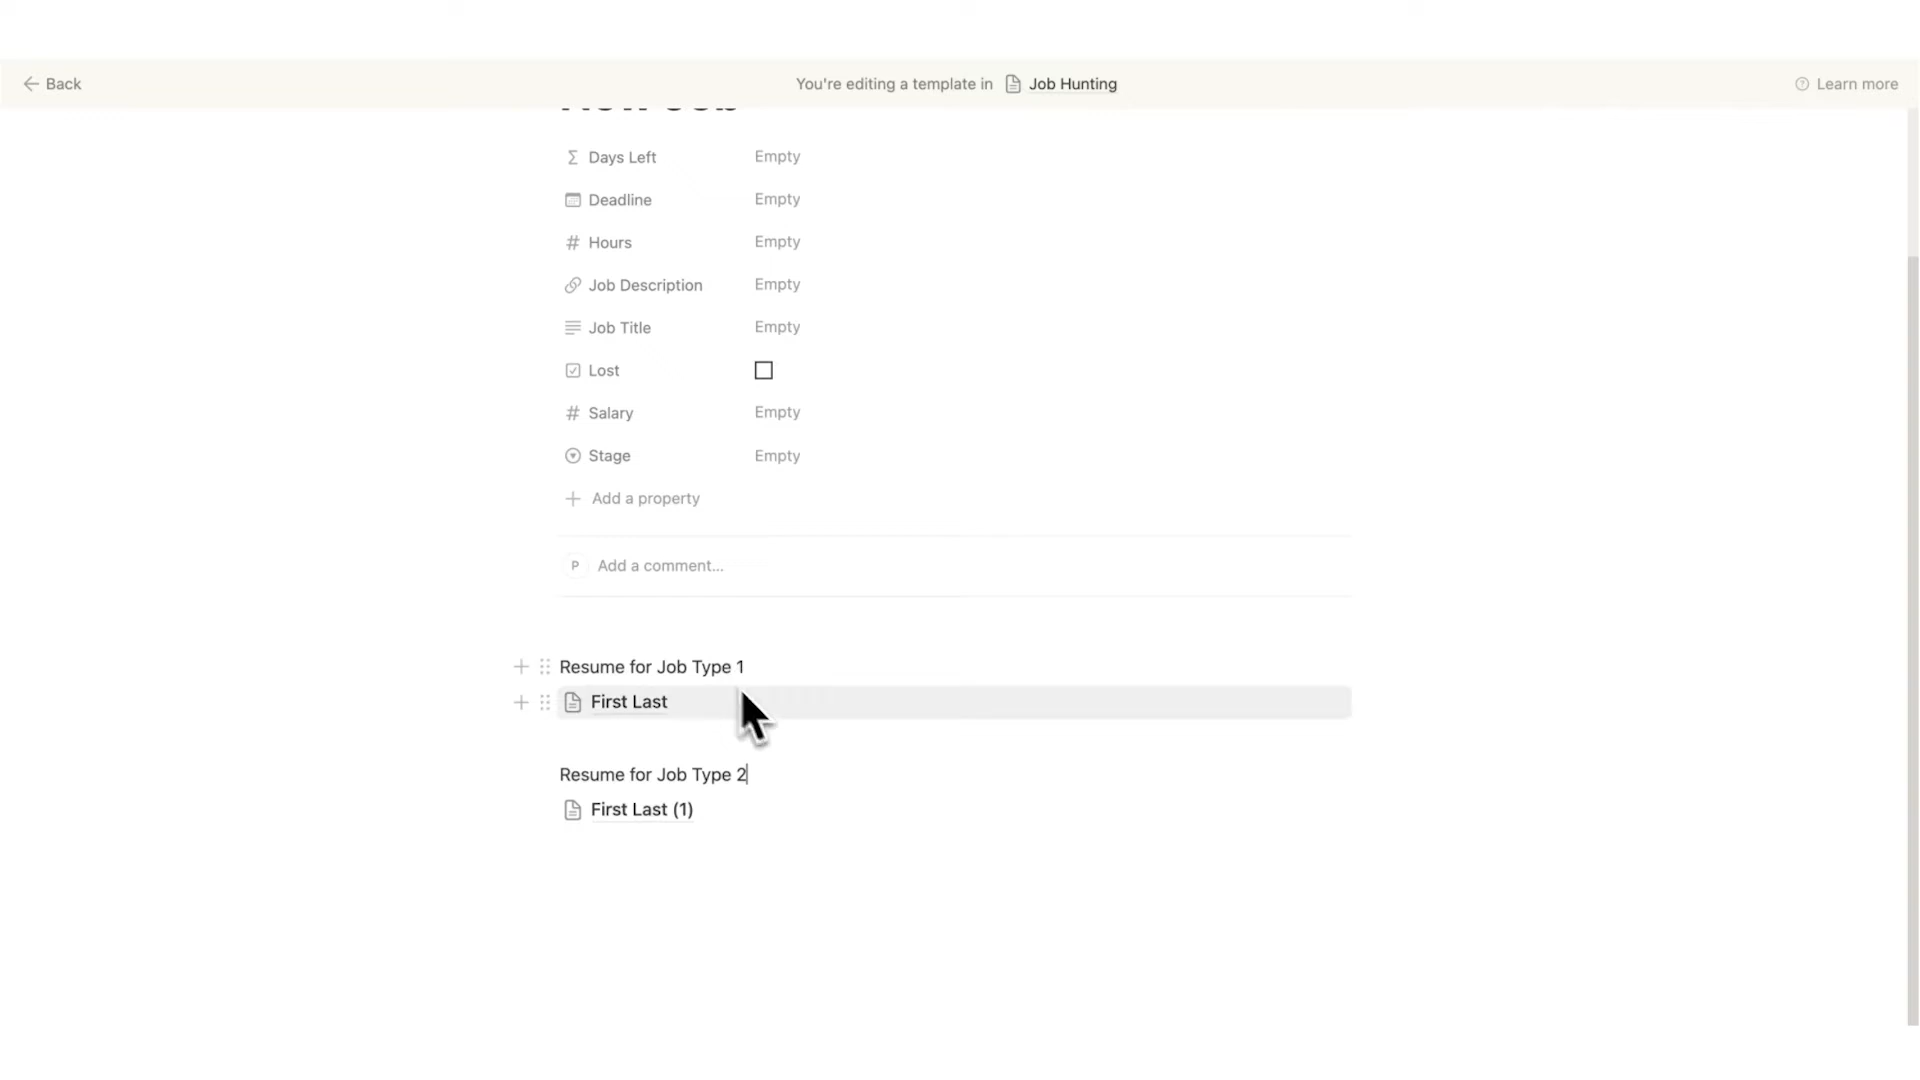 Back
You're editing a template in Job Hunting
Learn more
New Job
Days Left Empty
Deadline Empty
Hours Empty
Job Description Empty
Job Title Empty
Lost
Salary Empty
Stage Empty
Add a property
P Add a comment...
Resume for Job Type 1
First Last
Resume for Job Type 2
First Last (1)